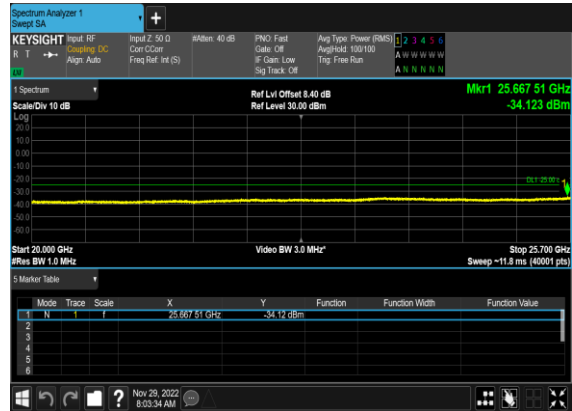 Spectrum Analyzer 1
Swept SA
+
KEYSIGHT
R T
Input: RF
Coupling: DC
Align: Auto
Input Z: 50 Ω
Corr CCorr
Freq Ref: Int (S)
#Atten: 40 dB
PNO: Fast
Gate: Off
IF Gain: Low
Sig Track: Off
Avg Type: Power (RMS)
Avg|Hold: 100/100
Trig: Free Run
1 2 3 4 5 6
A W W W W W
A N N N N N
1 Spectrum
Scale/Div 10 dB
Ref Lvl Offset 8.40 dB
Ref Level 30.00 dBm
Mkr1 25.667 51 GHz
-34.123 dBm
Log
20.0
10.0
0.00
-10.0
-20.0
-30.0
-40.0
-50.0
-60.0
1
Start 20.000 GHz
#Res BW 1.0 MHz
Video BW 3.0 MHz*
Stop 25.700 GHz
Sweep ~11.8 ms (40001 pts)
5 Marker Table
Mode Trace Scale X Y Function Function Width Function Value
1 N 1 f 25.667 51 GHz -34.12 dBm
2
3
4
5
6
?
Nov 29, 2022
8:03:34 AM